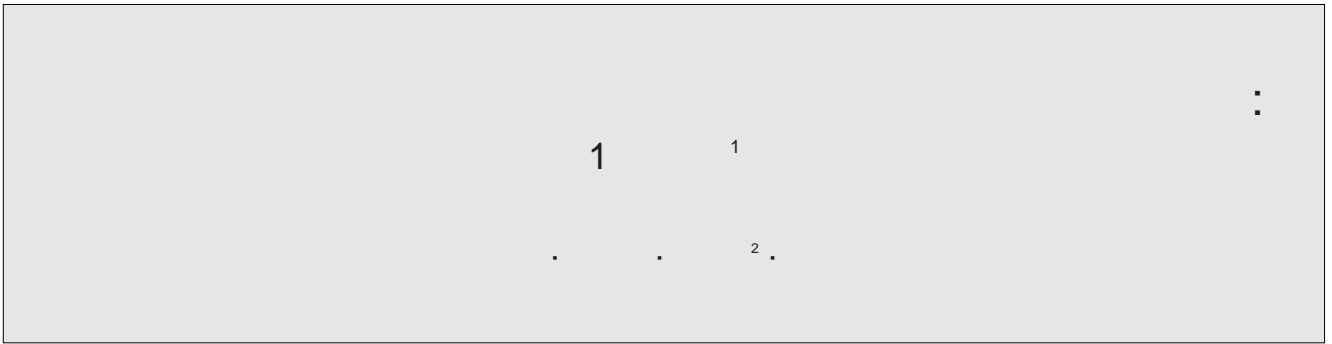 :
1 1
. . 2 .